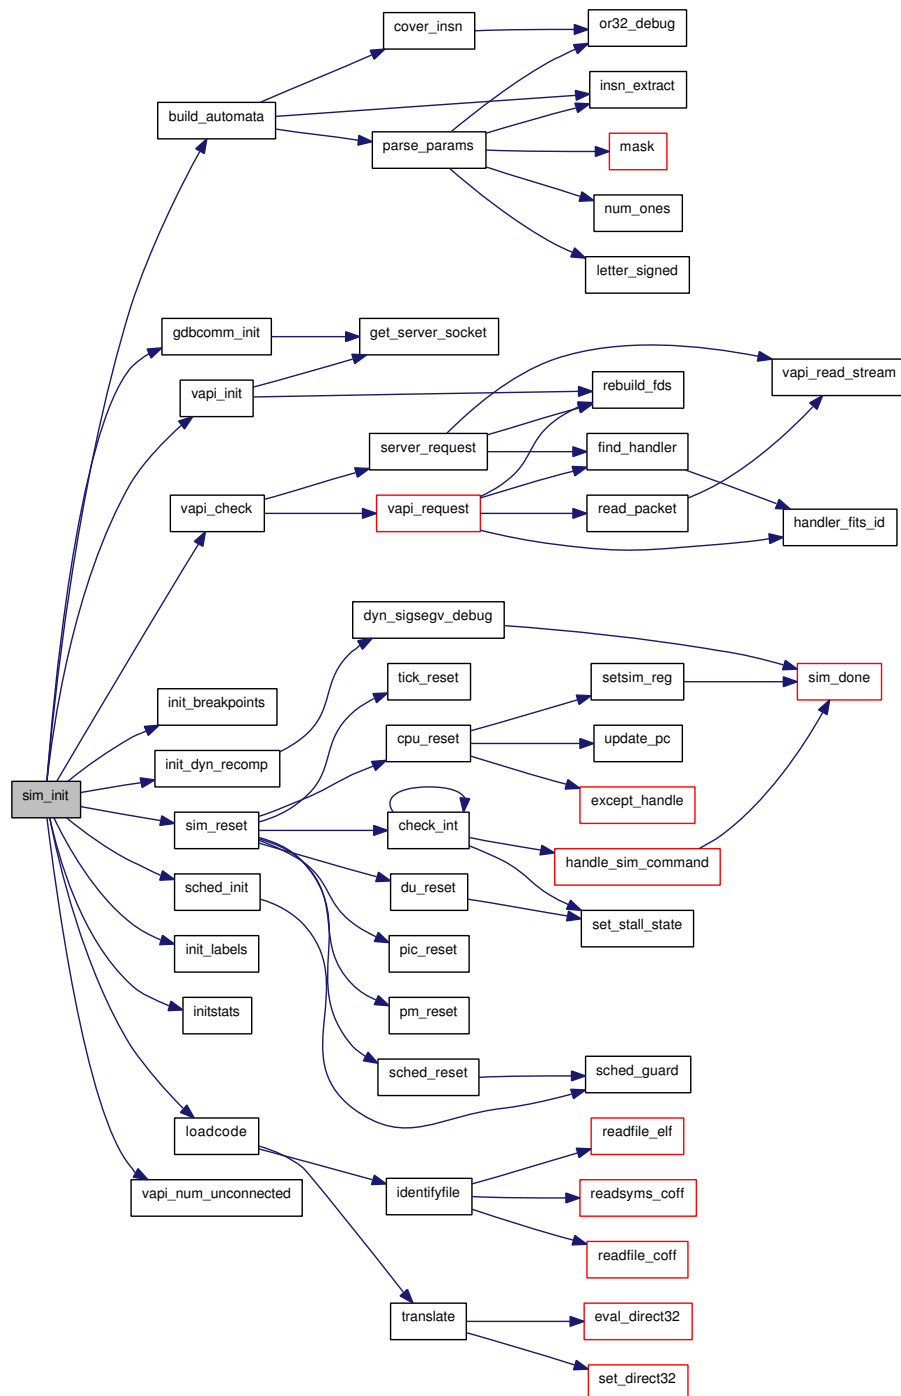 cover_insn
or32_debug
build_automata
insn_extract
parse_params
mask
num_ones
letter_signed
gdbcomm_init
get_server_socket
vapi_init
rebuild_fds
vapi_read_stream
server_request
find_handler
vapi_check
vapi_request
read_packet
handler_fits_id
dyn_sigsegv_debug
init_breakpoints
tick_reset
setsim_reg
sim_done
init_dyn_recomp
cpu_reset
update_pc
sim_init
sim_reset
check_int
except_handle
handle_sim_command
sched_init
du_reset
set_stall_state
init_labels
pic_reset
initstats
pm_reset
sched_reset
sched_guard
loadcode
readfile_elf
vapi_num_unconnected
identifyfile
readsyms_coff
readfile_coff
translate
eval_direct32
set_direct32